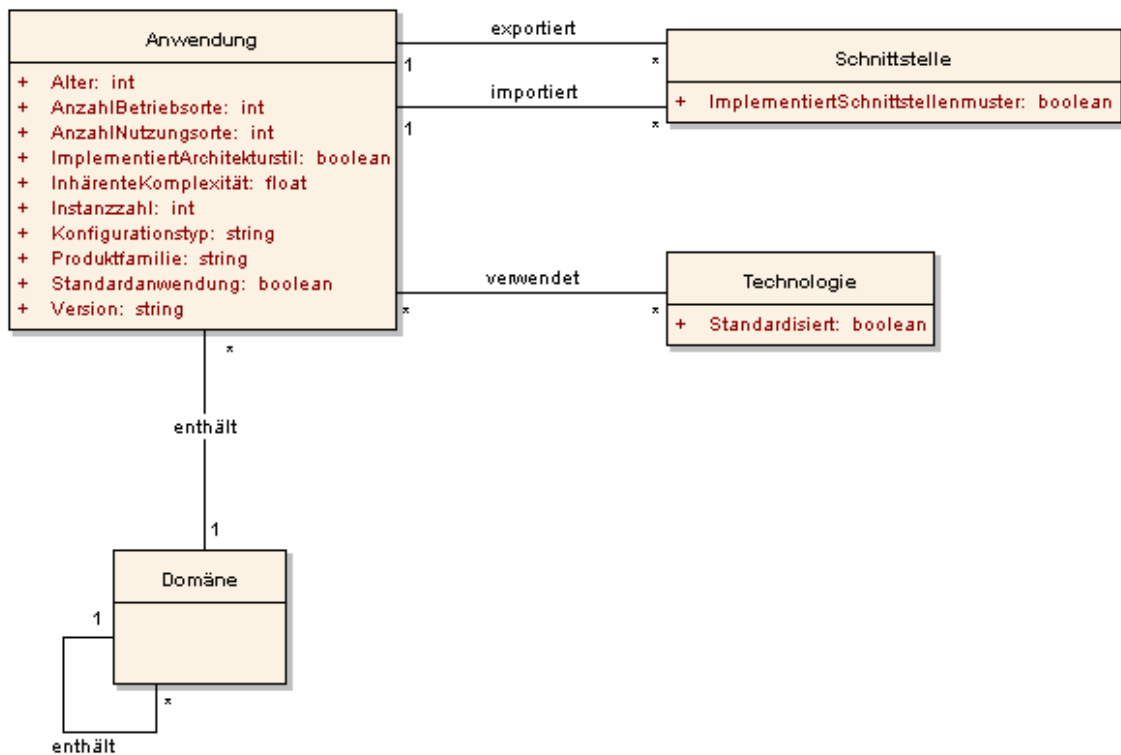 Anwendung
+ Alter: int
+ AnzahlBetriebsorte: int
+ AnzahlNutzungsorte: int
+ ImplementiertArchitekturstil: boolean
+ InhärenteKomplexität: float
+ Instanzzahl: int
+ Konfigurationstyp: string
+ Produktfamilie: string
+ Standardanwendung: boolean
+ Version: string
exportiert
1 *
importiert
1 *
Schnittstelle
+ ImplementiertSchnittstellenmuster: boolean
verwendet
* *
Technologie
+ Standardisiert: boolean
*
enthält
1
Domäne
1
*
enthält